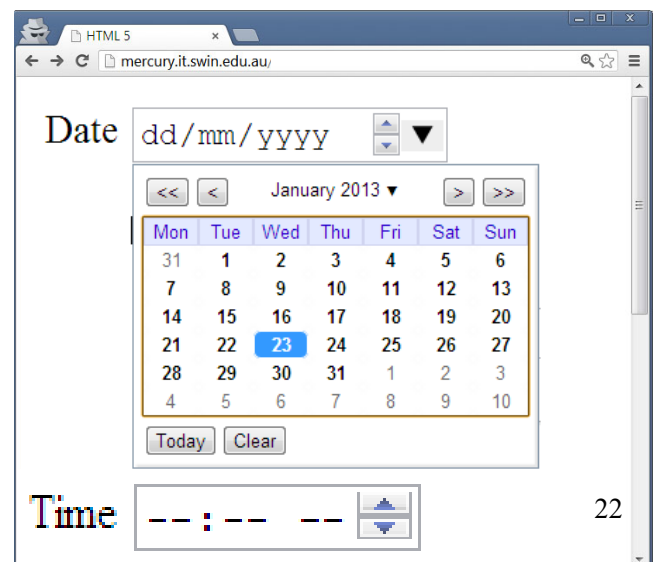 HTML 5
mercury.it.swin.edu.au/
Date dd/mm/yyyy
<< < January 2013 > >>
Mon Tue Wed Thu Fri Sat Sun
31 1 2 3 4 5 6
7 8 9 10 11 12 13
14 15 16 17 18 19 20
21 22 23 24 25 26 27
28 29 30 31 1 2 3
4 5 6 7 8 9 10
Today Clear
Time --:-- --
22